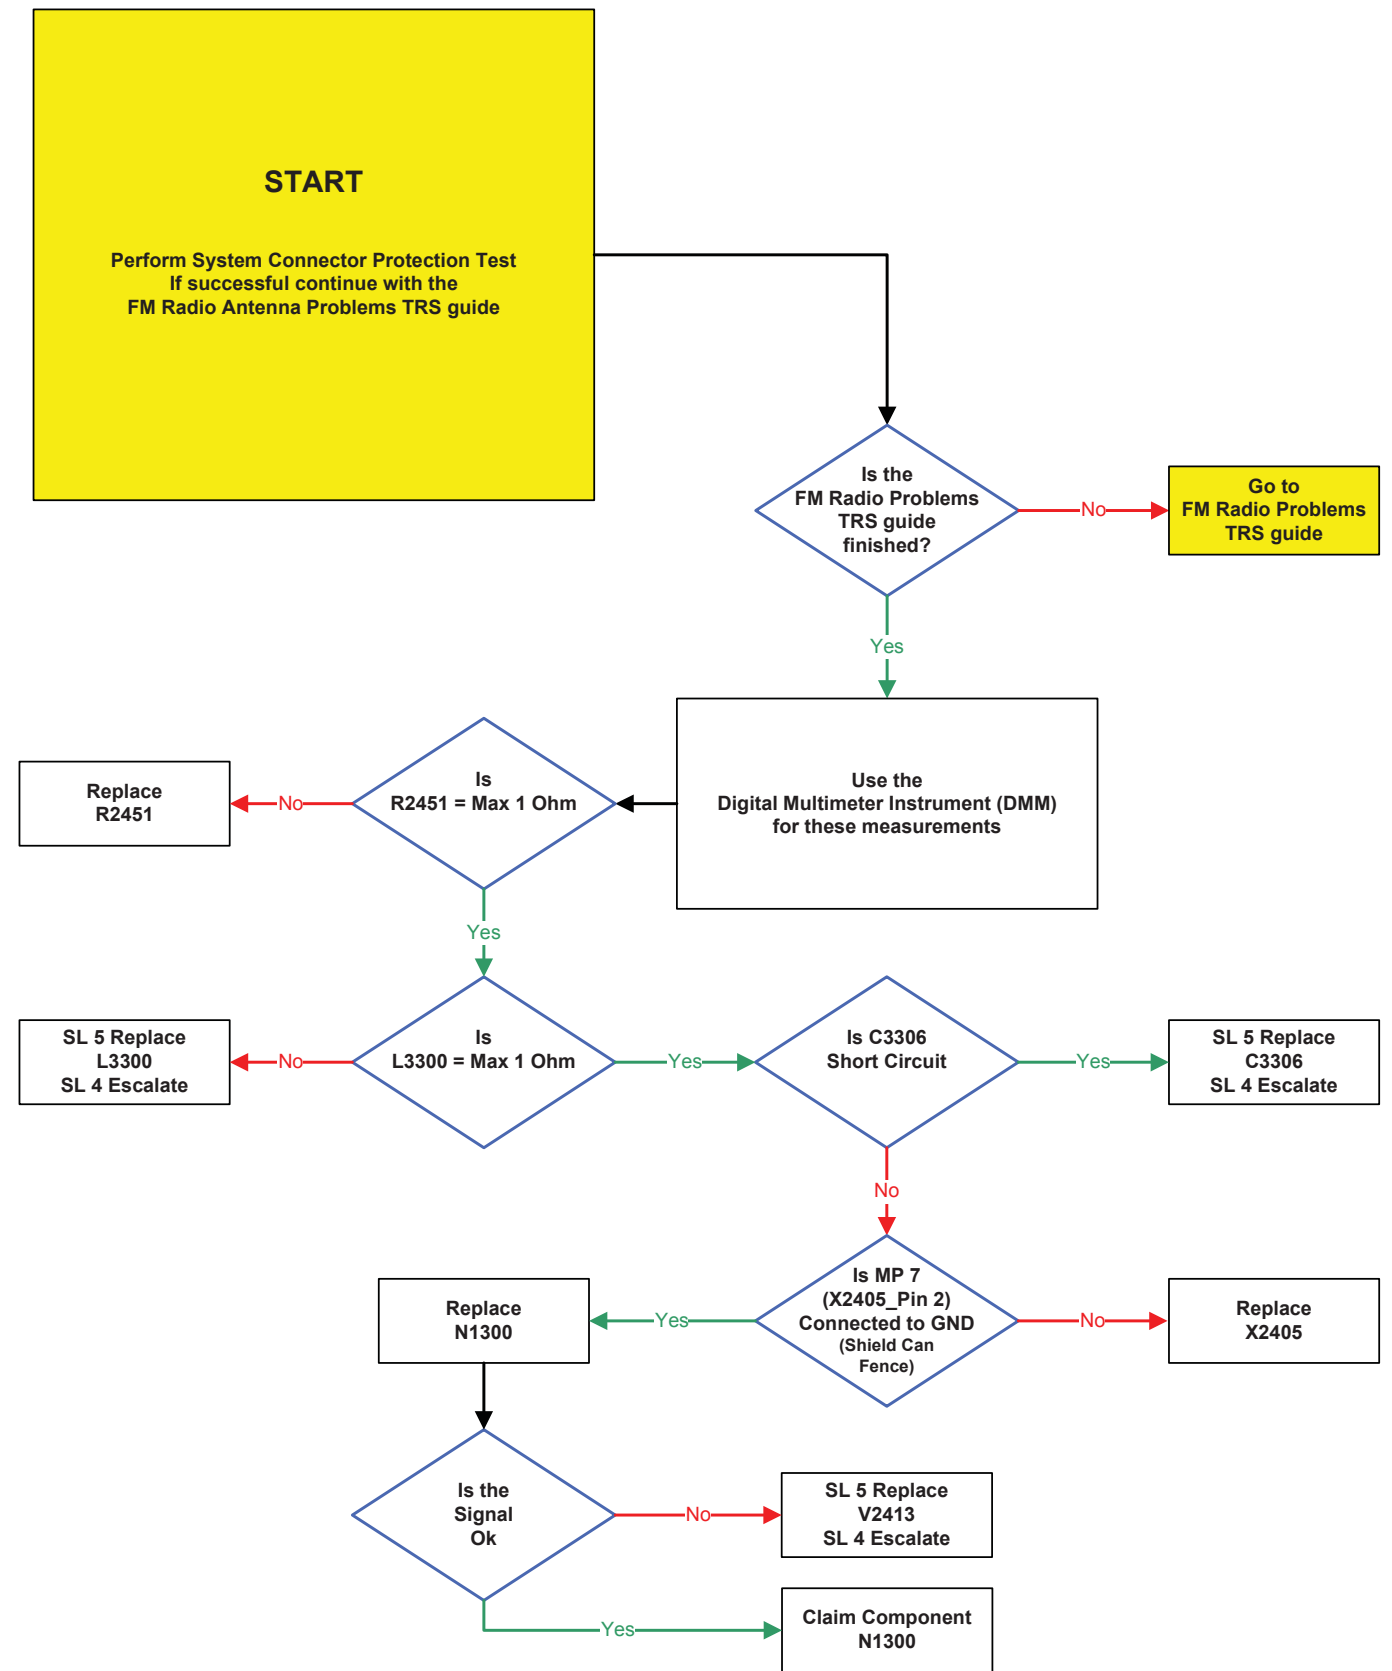 START
Perform System Connector Protection Test
If successful continue with the
FM Radio Antenna Problems TRS guide
Is the
FM Radio Problems
TRS guide
finished?
No
Go to
FM Radio Problems
TRS guide
Yes
Use the
Digital Multimeter Instrument (DMM)
for these measurements
Is
R2451 = Max 1 Ohm
No
Replace
R2451
Yes
Is
L3300 = Max 1 Ohm
No
SL 5 Replace
L3300
SL 4 Escalate
Yes
Is C3306
Short Circuit
Yes
SL 5 Replace
C3306
SL 4 Escalate
No
Is MP 7
(X2405_Pin 2)
Connected to GND
(Shield Can
Fence)
No
Replace
X2405
Yes
Replace
N1300
Is the
Signal
Ok
No
SL 5 Replace
V2413
SL 4 Escalate
Yes
Claim Component
N1300